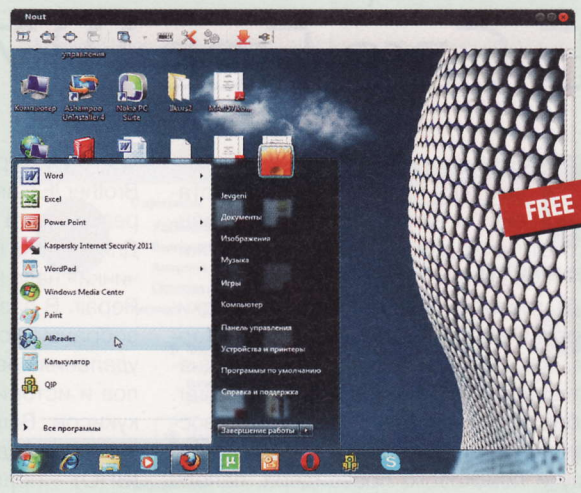 Nout
управления
Компьютер
Ashampoo
UnInstaller 4
Nokia PC
Suite
Word
Excel
Power Point
Kaspersky Internet Security 2011
WordPad
Windows Media Center
Paint
AlReader
Калькулятор
QIP
Все программы
Jevgeni
Документы
Изображения
Музыка
Игры
Компьютер
Панель управления
Устройства и принтеры
Программы по умолчанию
Справка и поддержка
Завершение работы
FREE